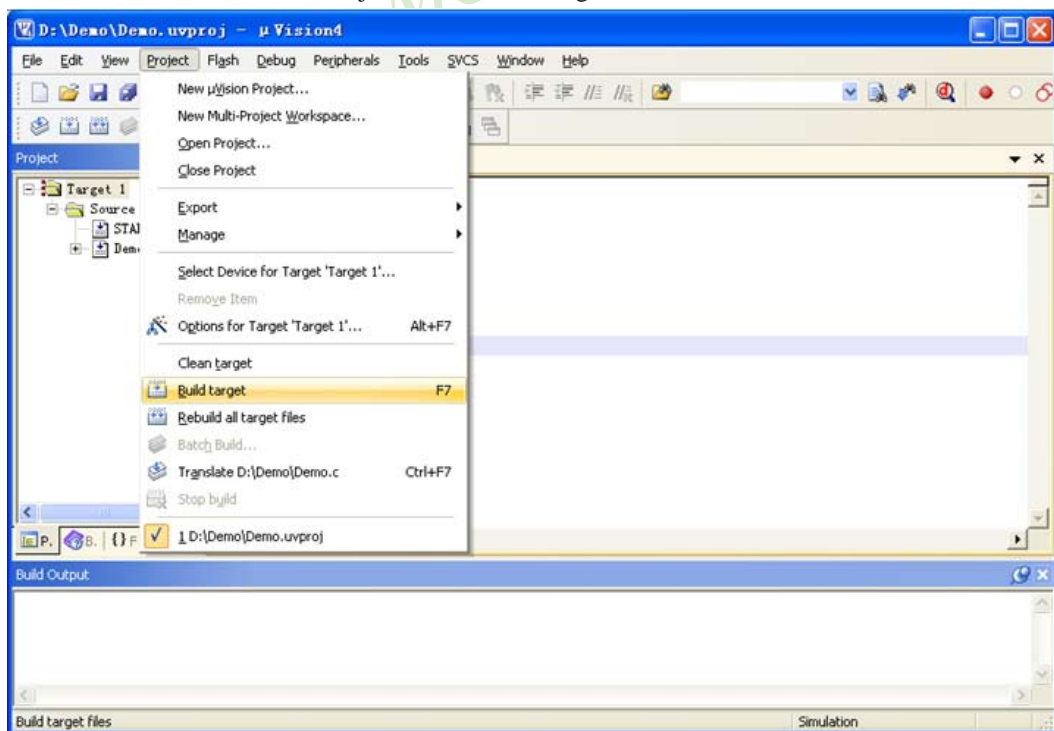 D:\Demo\Demo.uvproj - µVision4
File Edit View Project Flash Debug Peripherals Tools SVCS Window Help
New µVision Project...
New Multi-Project Workspace...
Open Project...
Close Project
Export
Manage
Select Device for Target 'Target 1'...
Remove Item
Options for Target 'Target 1'... Alt+F7
Clean target
Build target F7
Rebuild all target files
Batch Build...
Translate D:\Demo\Demo.c Ctrl+F7
Stop build
1 D:\Demo\Demo.uvproj
Project
Target 1
Source
STA
Dem
P. B. {} F
Build Output
Build target files Simulation